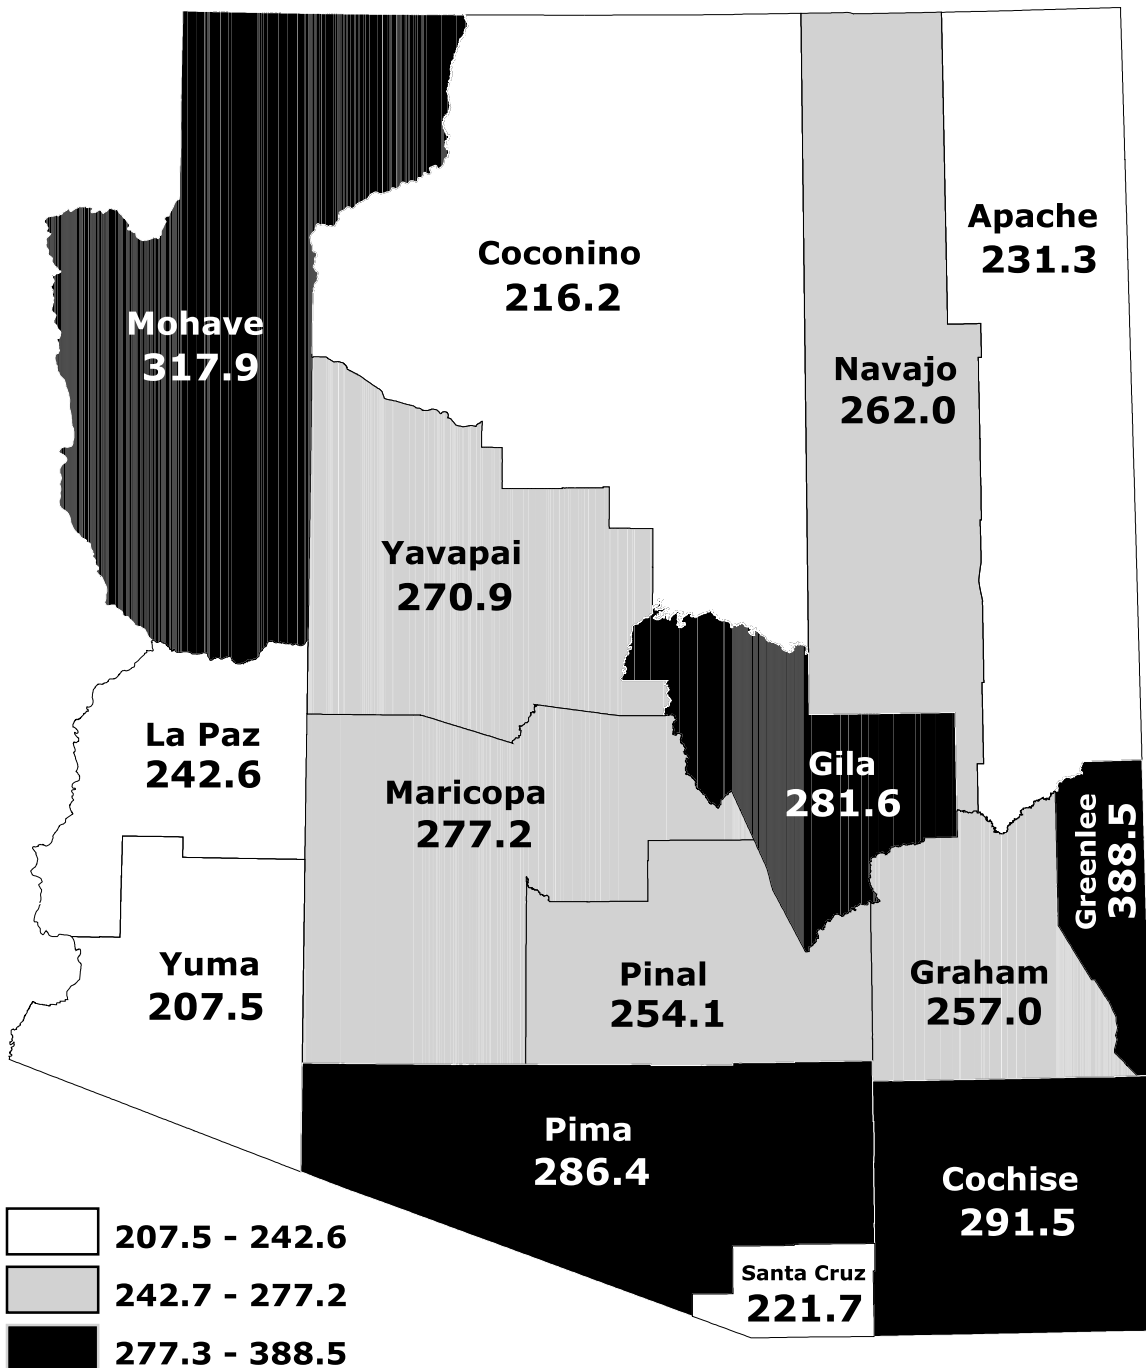 Apache
231.3
Coconino
216.2
Mohave
317.9
Navajo
262.0
Yavapai
270.9
La Paz
242.6
Maricopa
277.2
Gila
281.6
Greenlee
388.5
Yuma
207.5
Pinal
254.1
Graham
257.0
Pima
286.4
Cochise
291.5
Santa Cruz
221.7
207.5 - 242.6
242.7 - 277.2
277.3 - 388.5